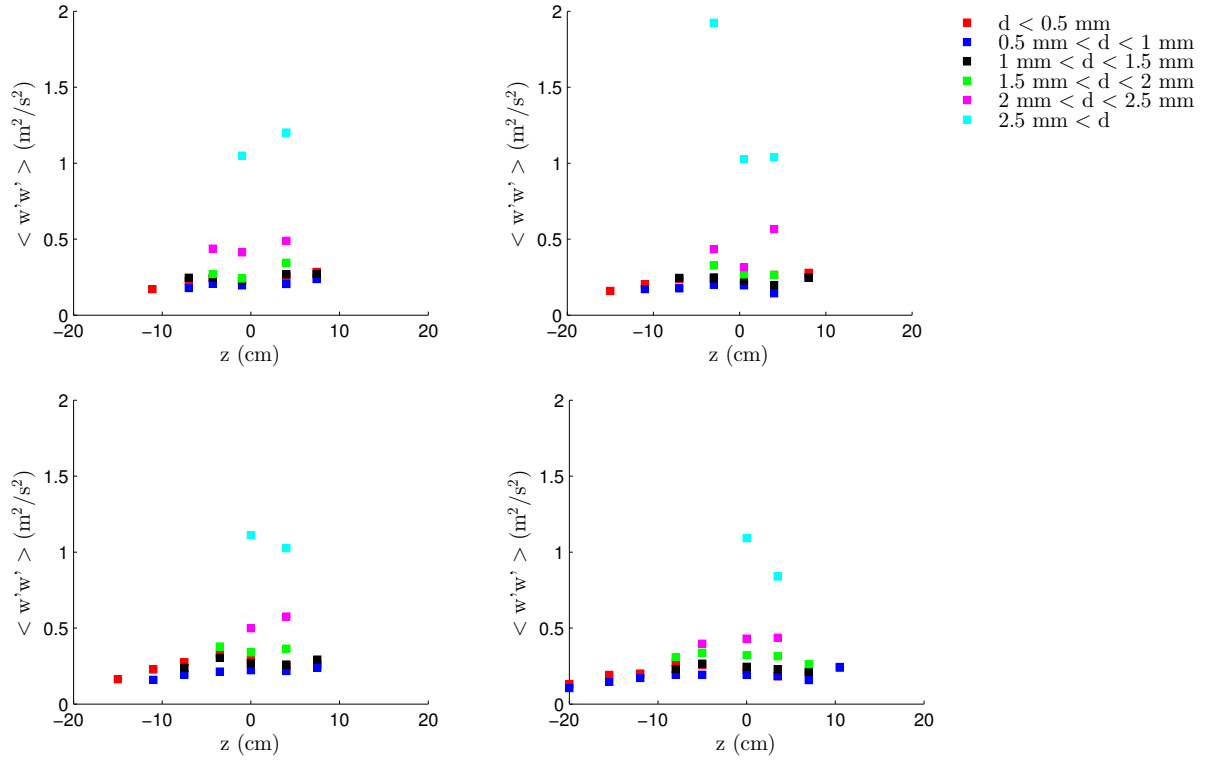 2
1.5
1
0.5
0
−20
−10
0
10
20
z (cm)
< w'w' > (m²/s²)
2
1.5
1
0.5
0
−20
−10
0
10
20
z (cm)
< w'w' > (m²/s²)
d < 0.5 mm
0.5 mm < d < 1 mm
1 mm < d < 1.5 mm
1.5 mm < d < 2 mm
2 mm < d < 2.5 mm
2.5 mm < d
2
1.5
1
0.5
0
−20
−10
0
10
20
z (cm)
< w'w' > (m²/s²)
2
1.5
1
0.5
0
−20
−10
0
10
20
z (cm)
< w'w' > (m²/s²)